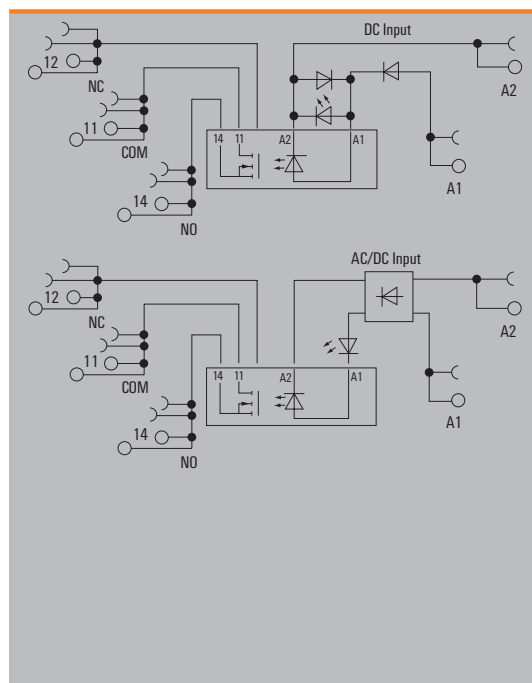 DC Input
12
NC
A2
11
COM
14 11 A2 A1
A1
14
NO
AC/DC Input
12
NC
A2
11
COM
14 11 A2 A1
A1
14
NO